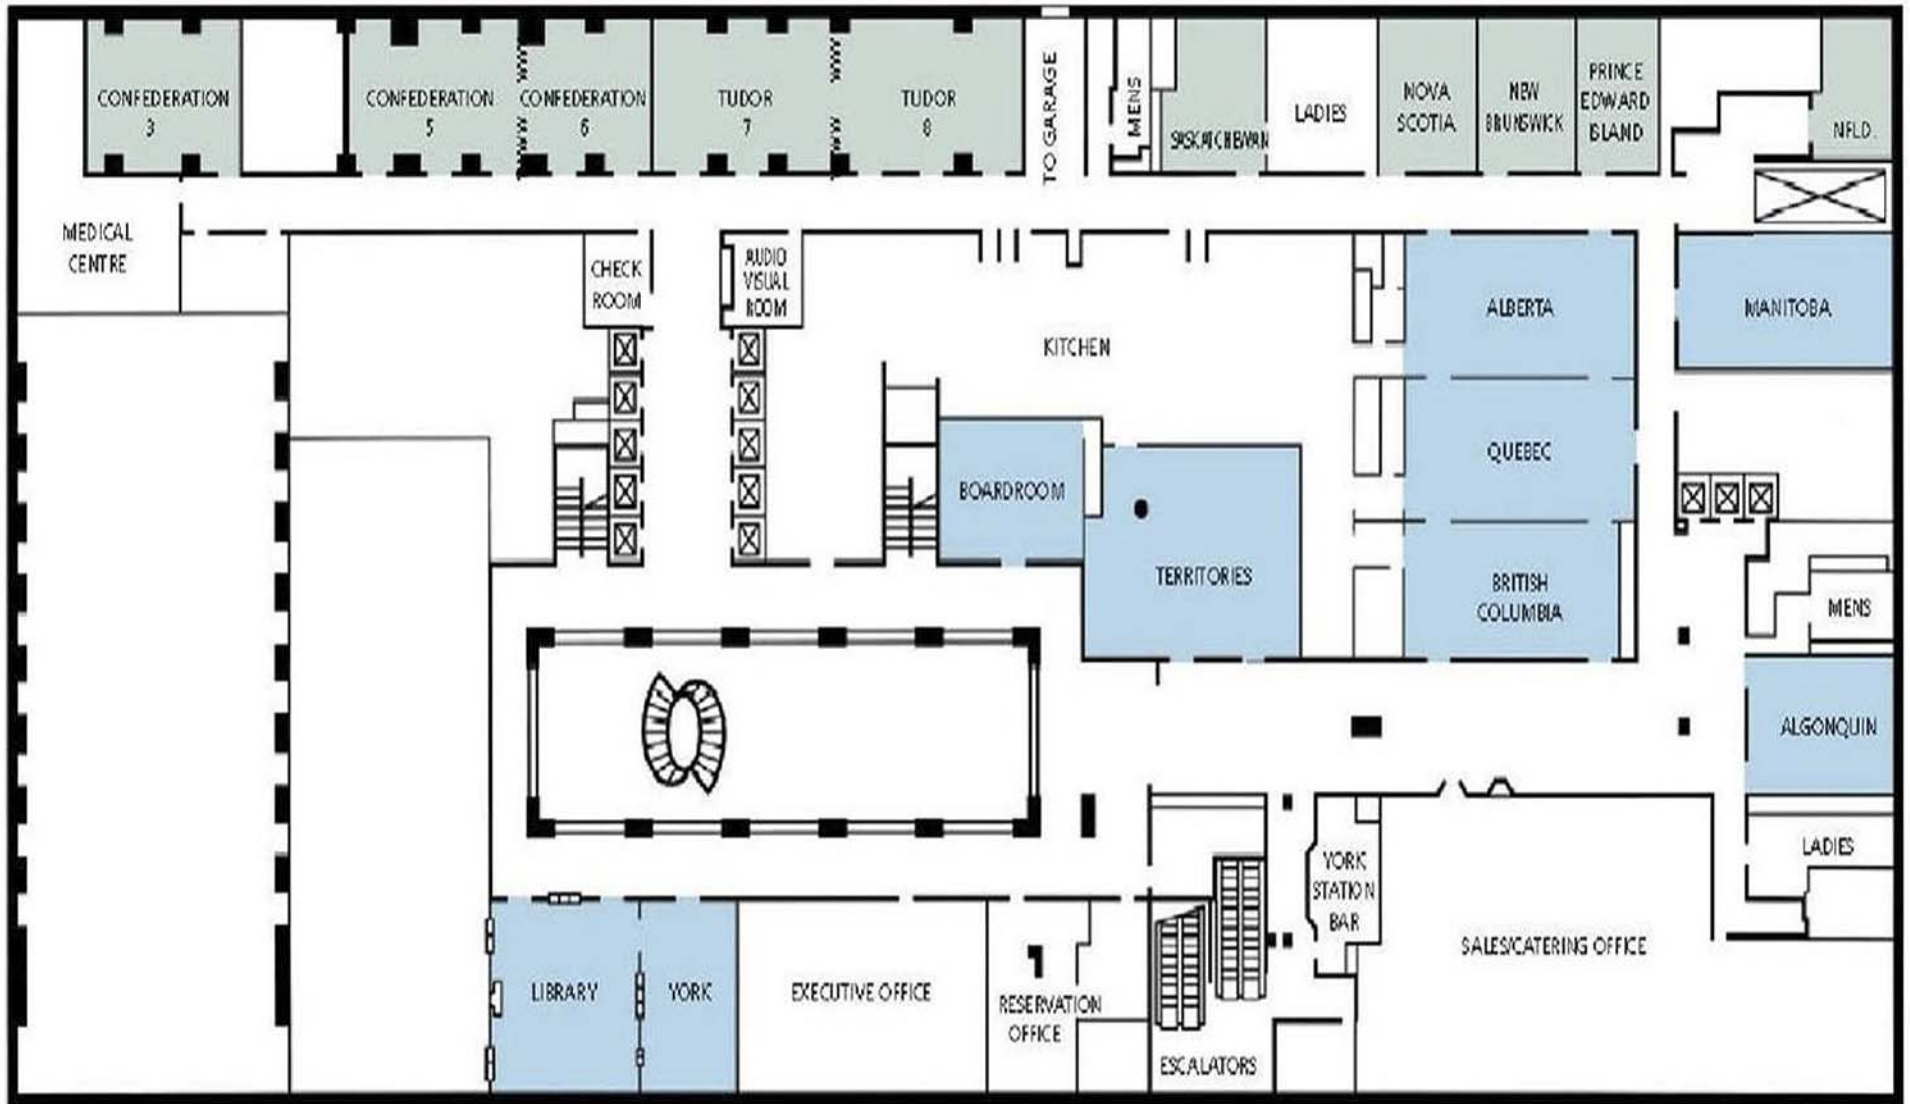 CONFEDERATION
3
CONFEDERATION
5
CONFEDERATION
6
TUDOR
7
TUDOR
8
TO GARAGE
MENS
SASKATCHEWAN
LADIES
NOVA
SCOTIA
NEW
BRUNSWICK
PRINCE
EDWARD
ISLAND
NFLD.
MEDICAL
CENTRE
CHECK
ROOM
AUDIO
VISUAL
ROOM
KITCHEN
ALBERTA
MANITOBA
QUEBEC
BOARDROOM
TERRITORIES
BRITISH
COLUMBIA
MENS
ALGONQUIN
LADIES
YORK
STATION
BAR
SALES/CATERING OFFICE
LIBRARY
YORK
EXECUTIVE OFFICE
RESERVATION
OFFICE
ESCALATORS